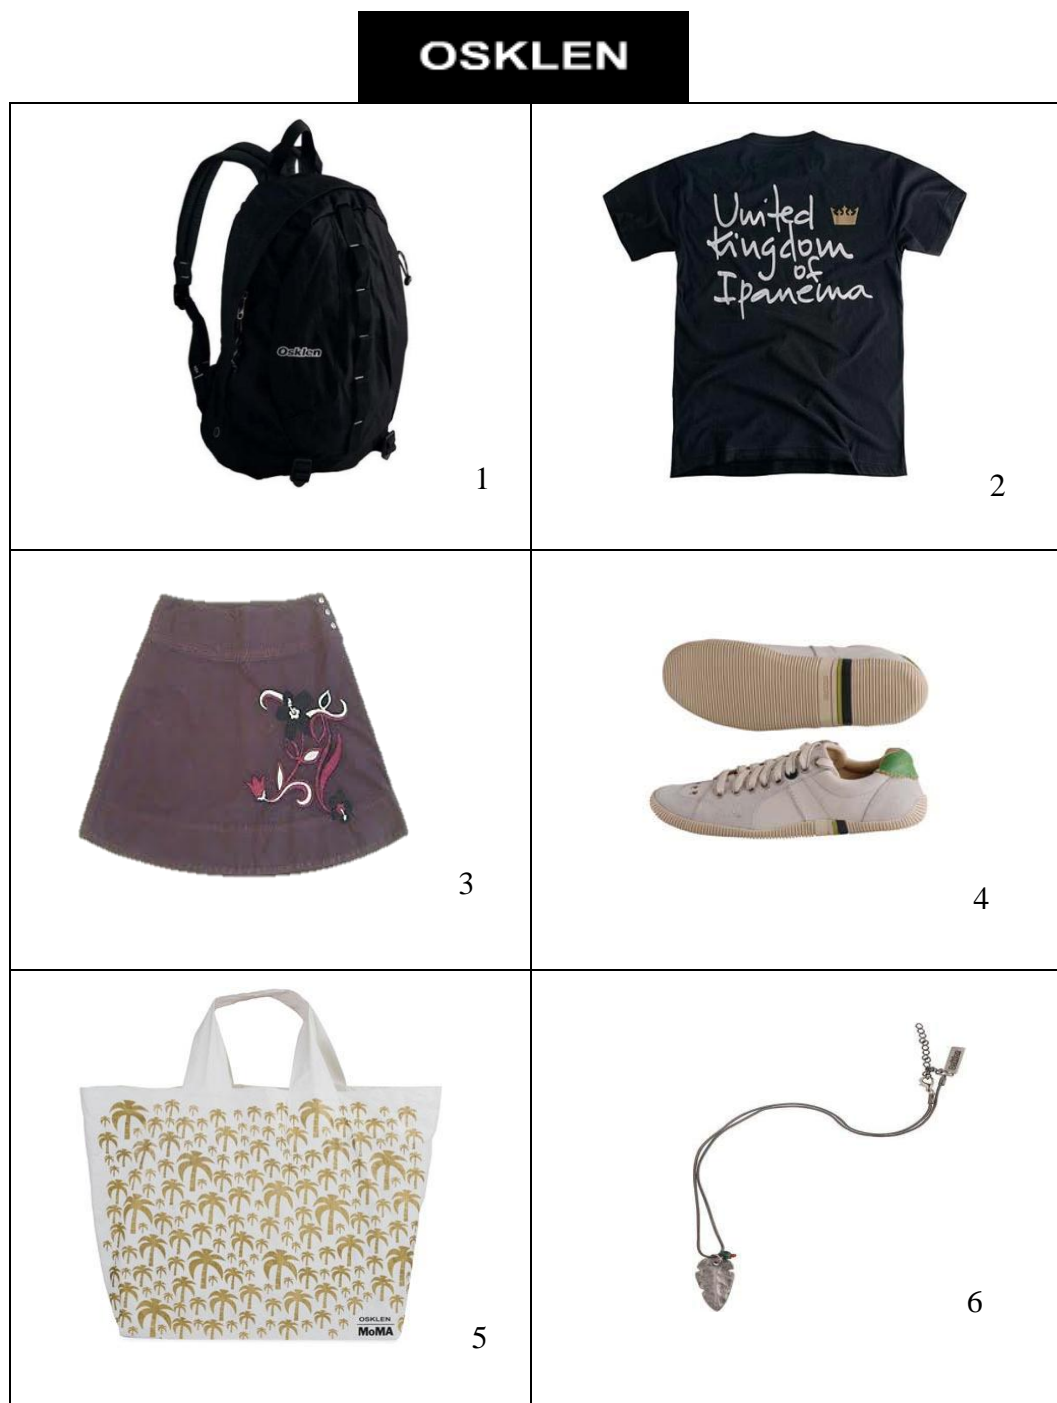 OSKLEN
Osklen
1
United
kingdom
of
Ipanema
2
3
4
OSKLEN
MoMA
5
6